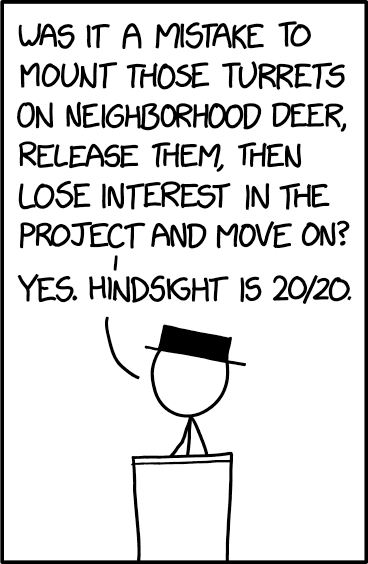 WAS IT A MISTAKE TO
MOUNT THOSE TURRETS
ON NEIGHBORHOOD DEER,
RELEASE THEM, THEN
LOSE INTEREST IN THE
PROJECT AND MOVE ON?
YES. HINDSIGHT IS 20/20.